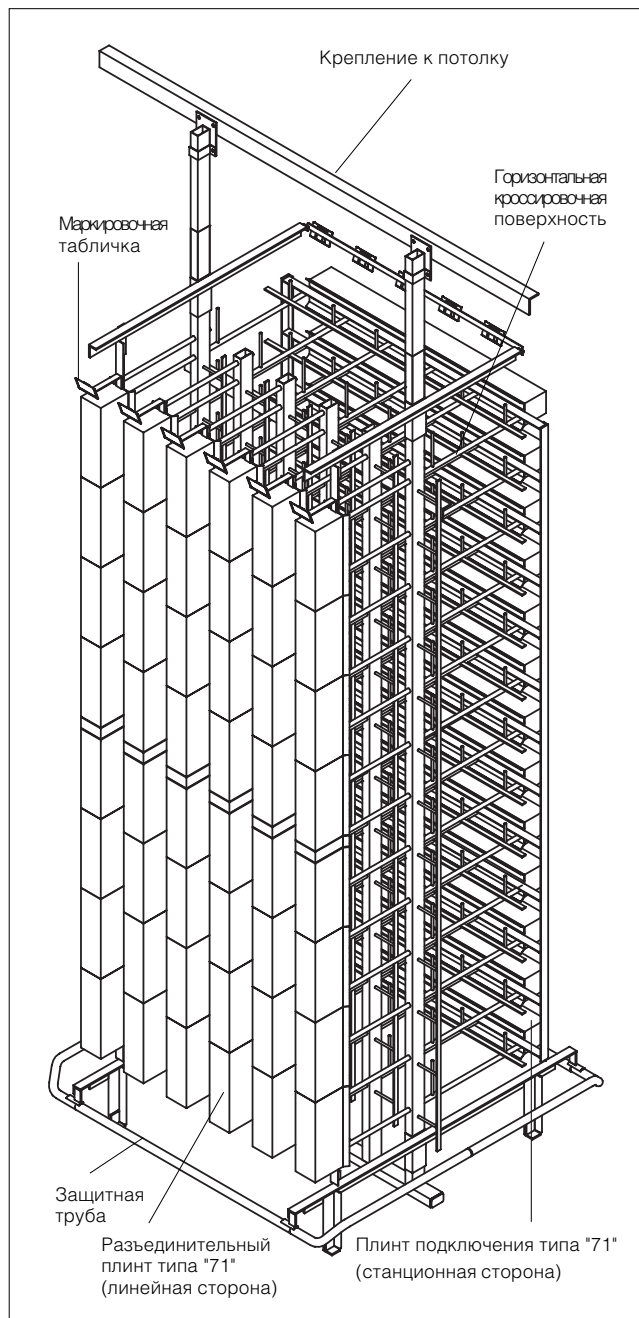 Крепление к потолку
Горизонтальная
кроссировочная
поверхность
Маркировочная
табличка
Защитная
труба
Разъединительный
плинт типа "71"
(линейная сторона)
Плинт подключения типа "71"
(станционная сторона)